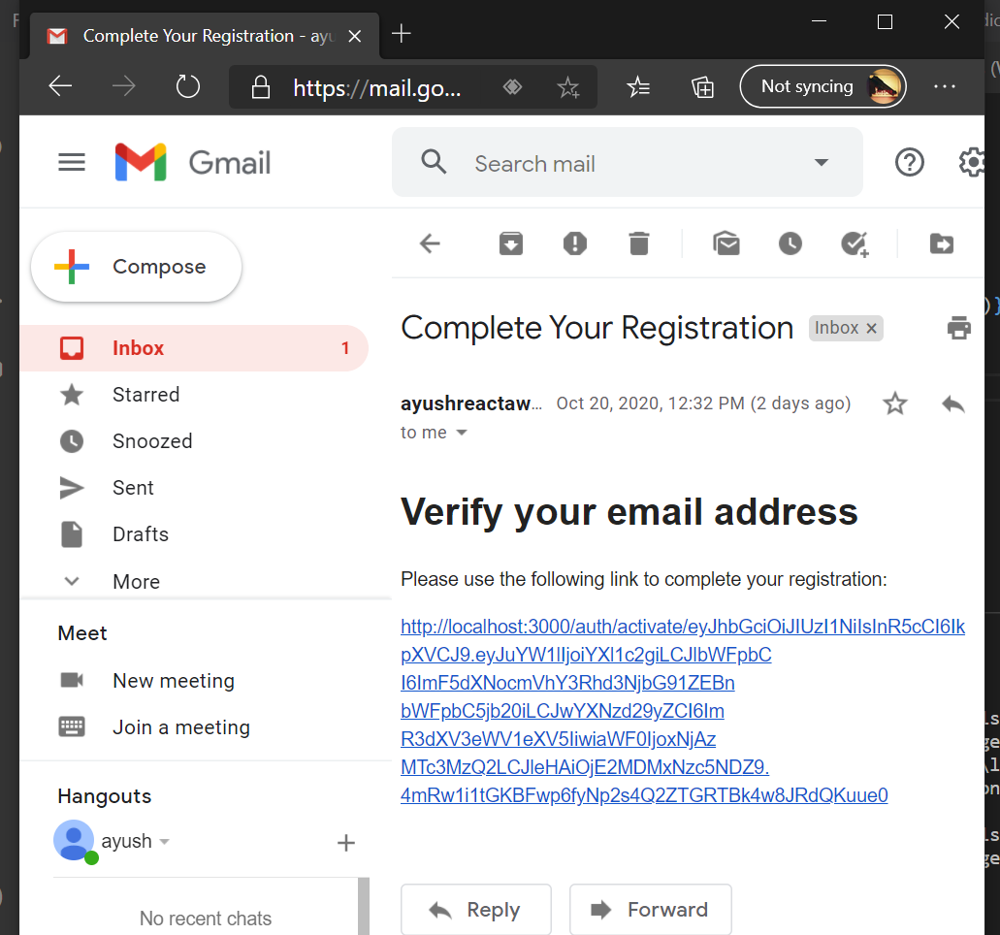 Complete Your Registration - ayu
https://mail.go...
Not syncing
Gmail
Search mail
Compose
Complete Your Registration
Inbox ×
Inbox 1
Starred
ayushreactaw... Oct 20, 2020, 12:32 PM (2 days ago)
to me
Snoozed
Sent
Drafts
More
Verify your email address
Please use the following link to complete your registration:
http://localhost:3000/auth/activate/eyJhbGciOiJIUzI1NiIsInR5cCI6Ik
pXVCJ9.eyJuYW1lIjoiYXl1c2giLCJlbWFpbC
I6ImF5dXNocmVhY3Rhd3NjbG91ZEBn
bWFpbC5jb20iLCJwYXNzd29yZCI6Im
R3dXV3eWV1eXV5IiwiaWF0IjoxNjAz
MTc3MzQ2LCJleHAiOjE2MDMxNzc5NDZ9.
4mRw1i1tGKBFwp6fyNp2s4Q2ZTGRTBk4w8JRdQKuue0
Meet
New meeting
Join a meeting
Hangouts
ayush
No recent chats
Reply
Forward